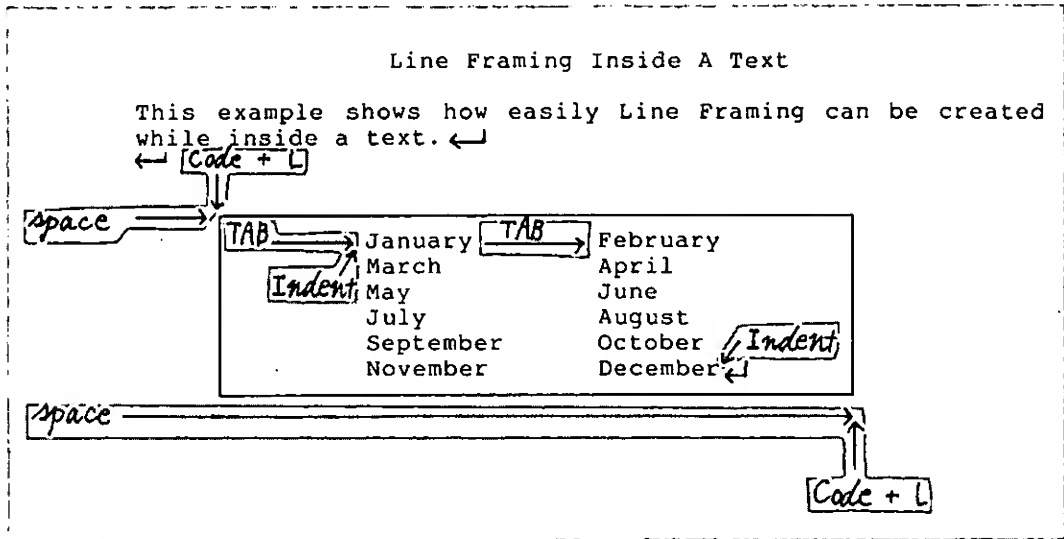 Line Framing Inside A Text
This example shows how easily Line Framing can be created
while inside a text. ↵
↵ Code + L
space
TAB January TAB February
March April
Indent May June
July August
September October Indent
November December ↵
space
Code + L